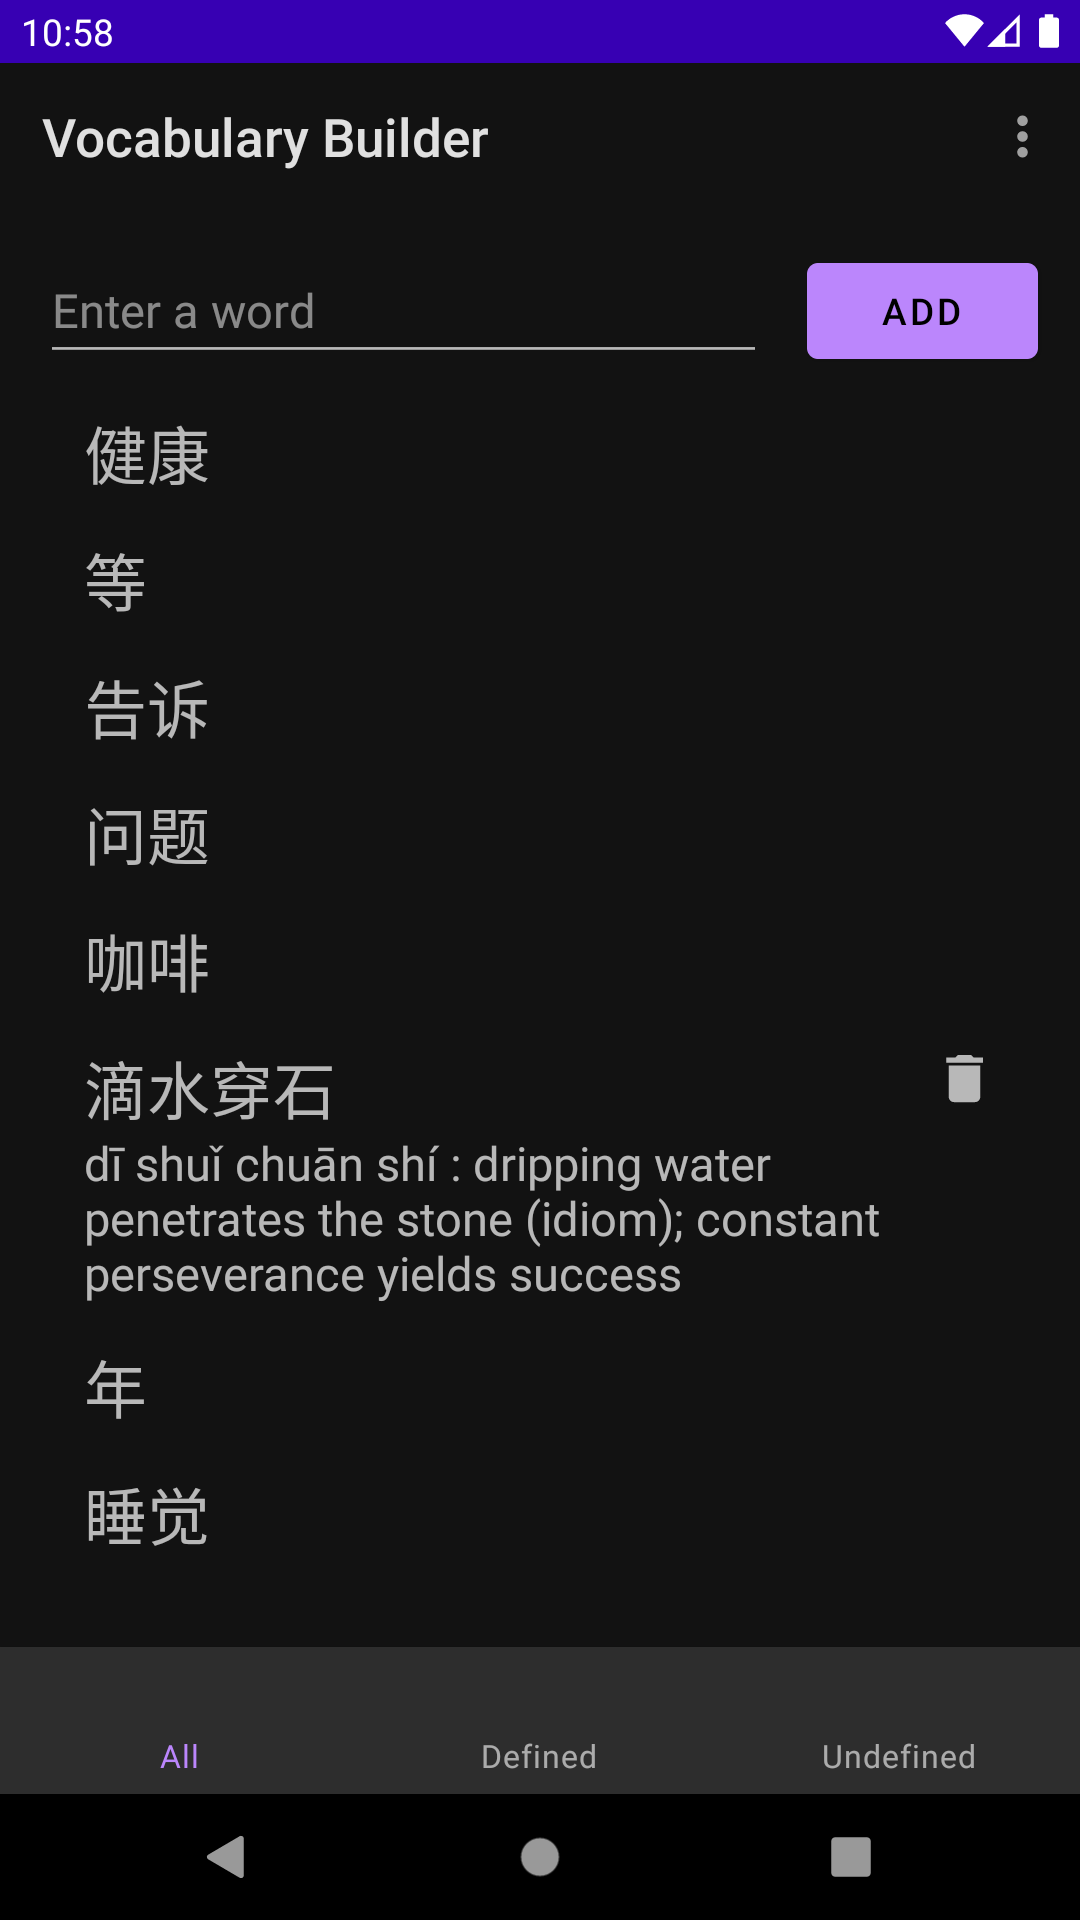 10:58
Vocabulary Builder
Enter a word
ADD
健康
等
告诉
问题
咖啡
滴水穿石
dī shuǐ chuān shí : dripping water
penetrates the stone (idiom); constant
perseverance yields success
年
睡觉
All
Defined
Undefined